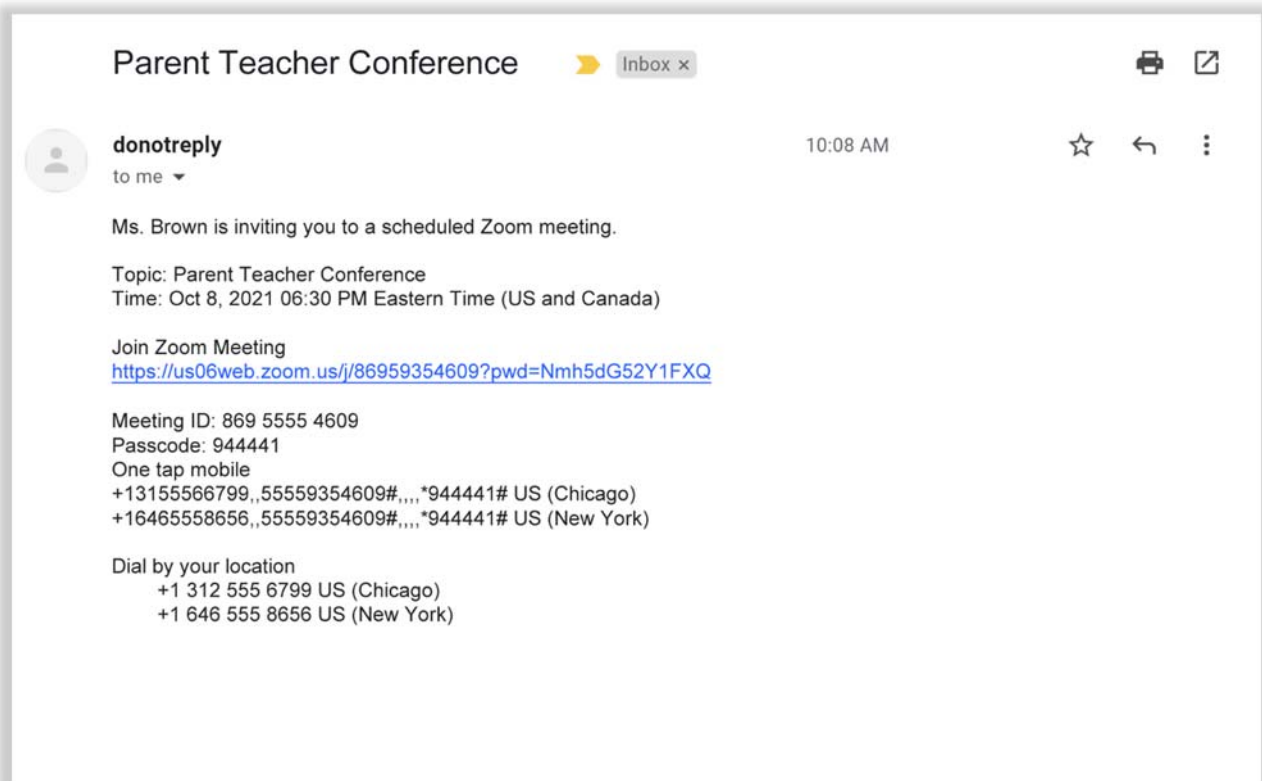 Parent Teacher Conference Inbox ×
donotreply 10:08 AM
to me
Ms. Brown is inviting you to a scheduled Zoom meeting.
Topic: Parent Teacher Conference
Time: Oct 8, 2021 06:30 PM Eastern Time (US and Canada)
Join Zoom Meeting
https://us06web.zoom.us/j/86959354609?pwd=Nmh5dG52Y1FXQ
Meeting ID: 869 5555 4609
Passcode: 944441
One tap mobile
+13155566799,,55559354609#,,,,*944441# US (Chicago)
+16465558656,,55559354609#,,,,*944441# US (New York)
Dial by your location
+1 312 555 6799 US (Chicago)
+1 646 555 8656 US (New York)